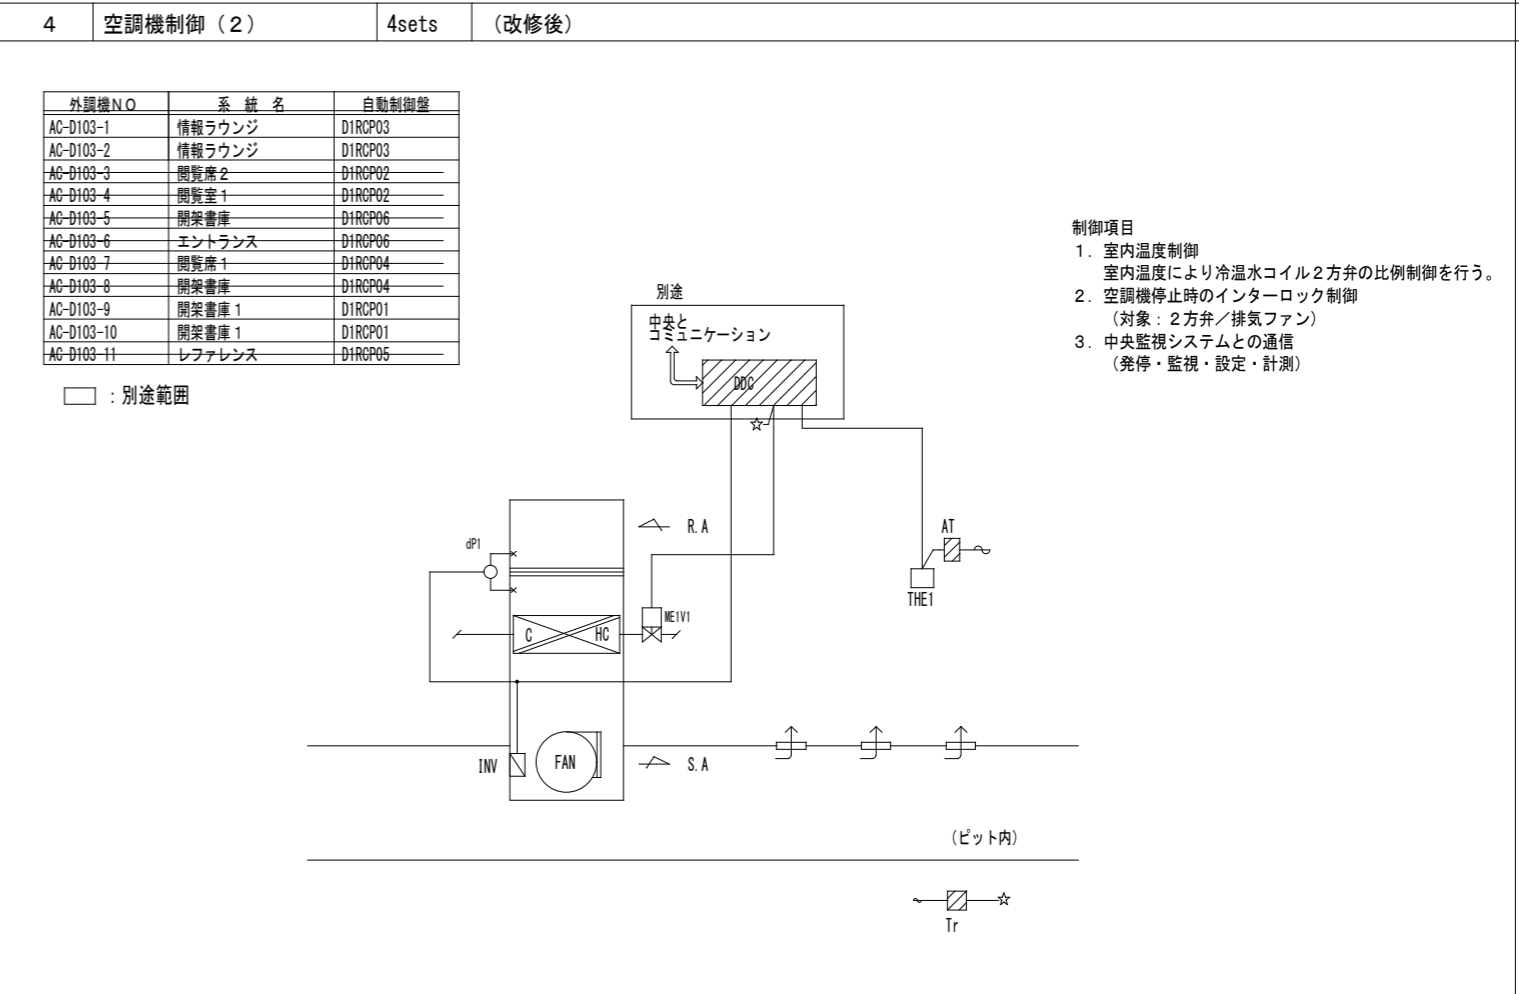 ４ 空調機制御（２） 4sets （改修後）
外調機ＮＯ 系 統 名 自動制御盤
AC-D103-1 情報ラウンジ D1RCP03
AC-D103-2 情報ラウンジ D1RCP03
AC-D103-3 閲覧席２ D1RCP02
AC-D103-4 閲覧室１ D1RCP02
AC-D103-5 開架書庫 D1RCP06
AC-D103-6 エントランス D1RCP06
AC-D103-7 閲覧席１ D1RCP04
AC-D103-8 開架書庫 D1RCP04
AC-D103-9 開架書庫１ D1RCP01
AC-D103-10 開架書庫１ D1RCP01
AC-D103-11 レファレンス D1RCP05
：別途範囲
制御項目
１．室内温度制御
室内温度により冷温水コイル２方弁の比例制御を行う。
２．空調機停止時のインターロック制御
（対象：２方弁／排気ファン）
３．中央監視システムとの通信
（発停・監視・設定・計測）
別途
中央と
コミュニケーション
DDC
☆
R.A
AT
dP1
THE1
ME1V1
C HC
INV FAN S.A
（ピット内）
☆
Tr